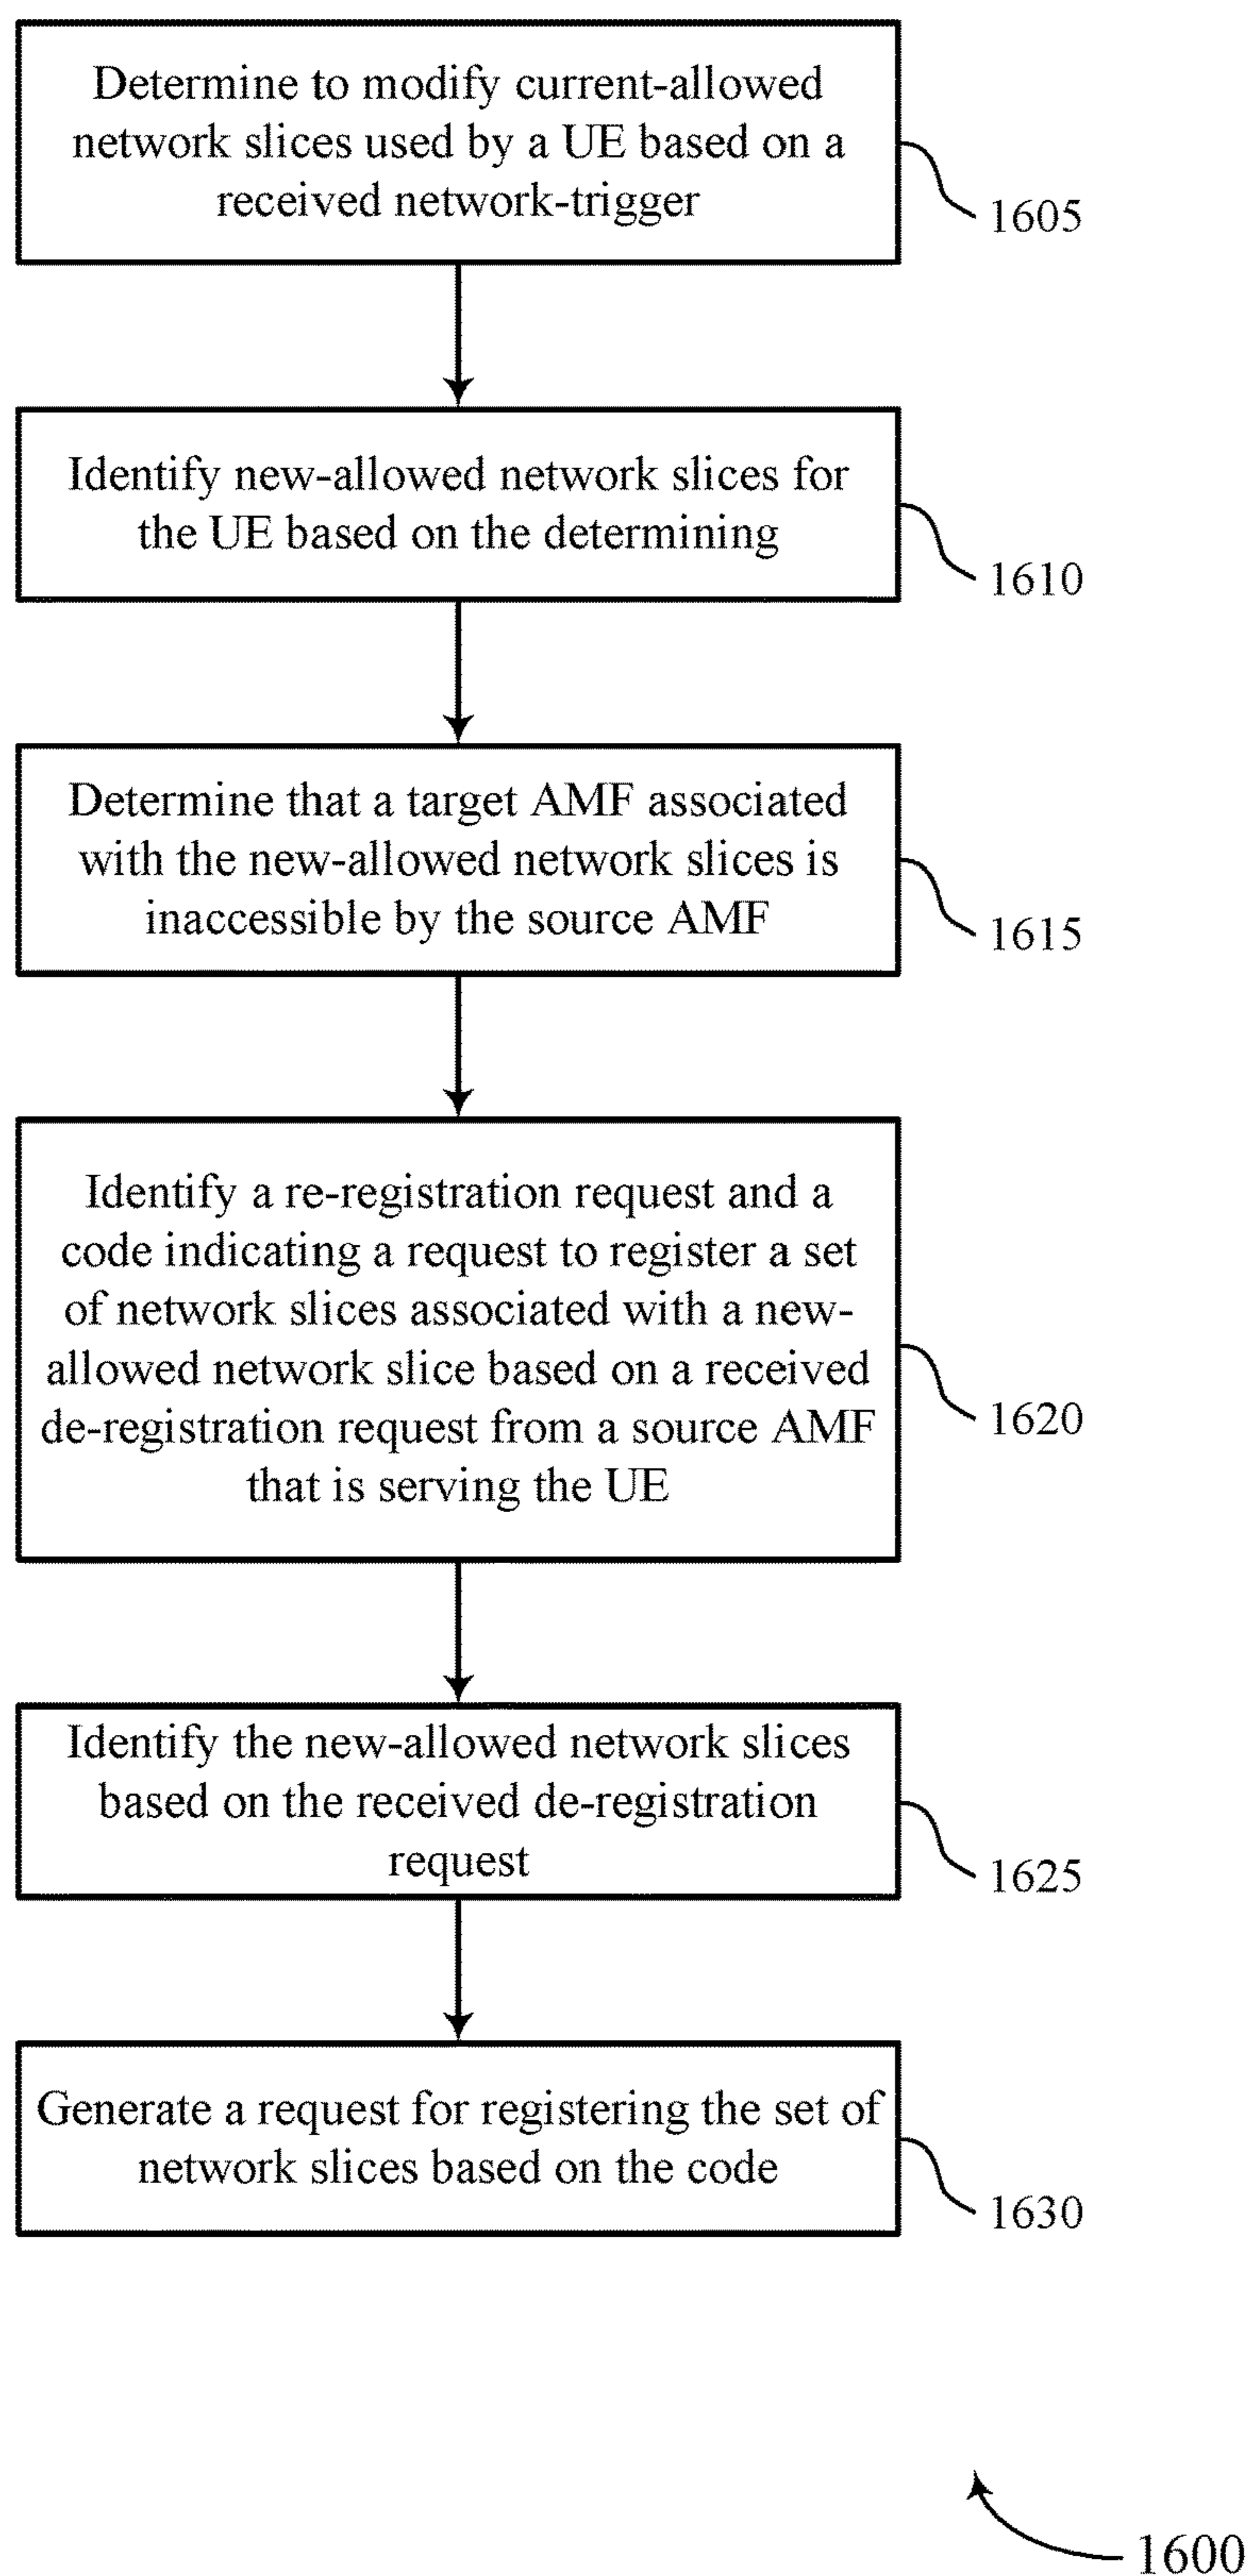 Determine to modify current-allowed
network slices used by a UE based on a
received network-trigger
1605
Identify new-allowed network slices for
the UE based on the determining
1610
Determine that a target AMF associated
with the new-allowed network slices is
inaccessible by the source AMF
1615
Identify a re-registration request and a
code indicating a request to register a set
of network slices associated with a new-
allowed network slice based on a received
de-registration request from a source AMF
that is serving the UE
1620
Identify the new-allowed network slices
based on the received de-registration
request
1625
Generate a request for registering the set of
network slices based on the code
1630
1600